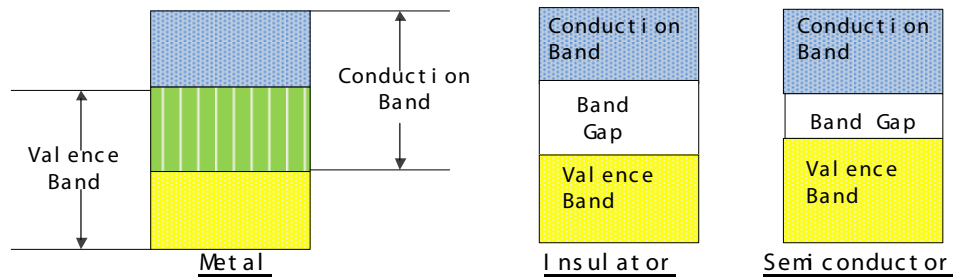 Conduction
Band
Valence
Band
Metal
Conduction
Band
Band
Gap
Valence
Band
Insulator
Conduction
Band
Band Gap
Valence
Band
Semiconductor